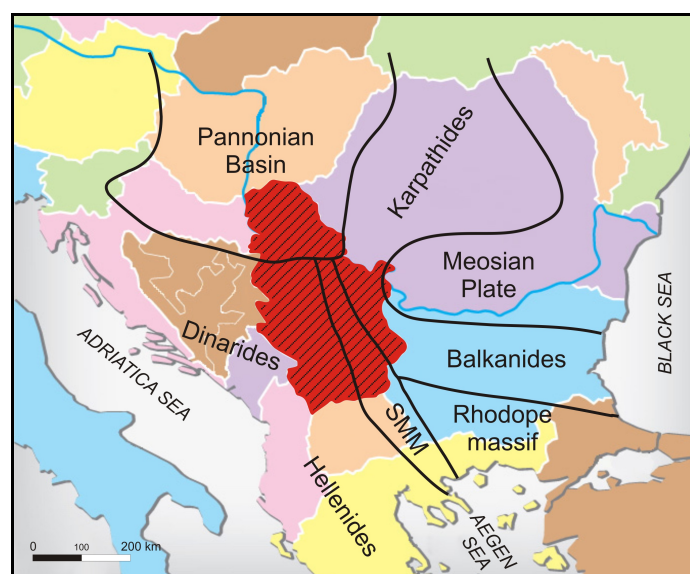 Pannonian
Basin
Karpathides
Meosian
Plate
BLACK SEA
Dinarides
ADRIATICA SEA
Balkanides
SMM
Rhodope
massif
Hellenides
AEGEN
SEA
0 100 200 km